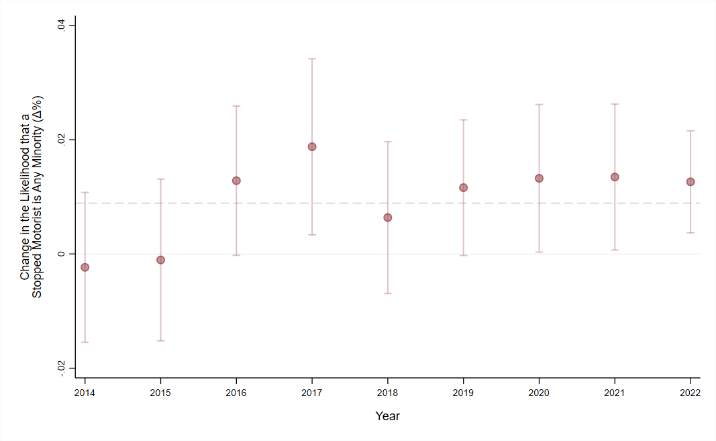 Change in the Likelihood that a
Stopped Motorist is Any Minority (Δ%)
.04
.02
0
-.02
2014 2015 2016 2017 2018 2019 2020 2021 2022
Year